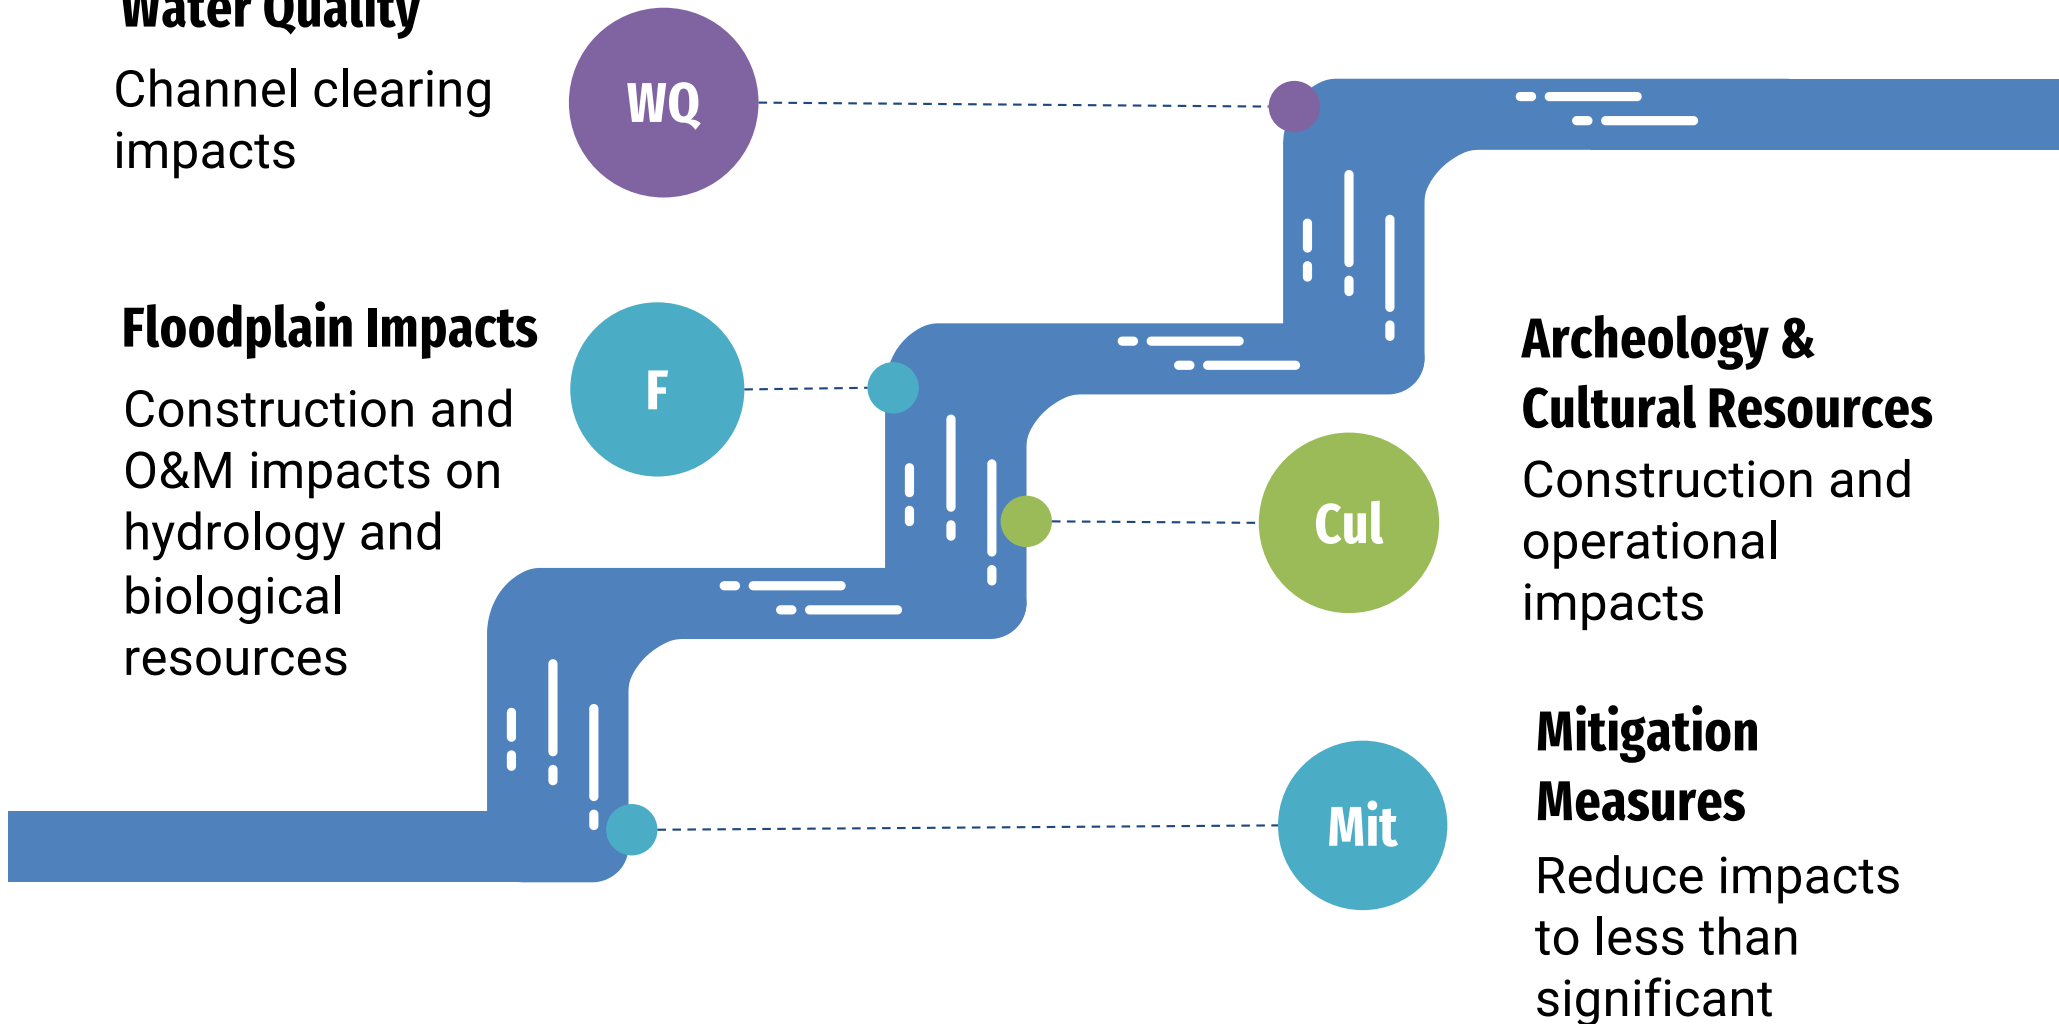 Water Quality
Channel clearing
impacts
WQ
Floodplain Impacts
Construction and
O&M impacts on
hydrology and
biological
resources
F
Archeology &
Cultural Resources
Construction and
operational
impacts
Cul
Mitigation
Measures
Reduce impacts
to less than
significant
Mit